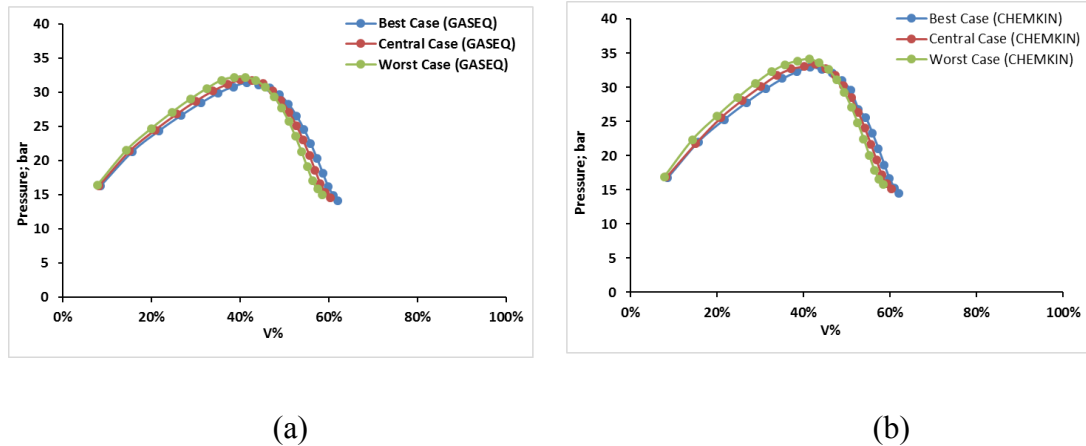 40
35
30
25
20
15
10
5
0
Pressure; bar
0%
20%
40%
60%
80%
100%
V%
Best Case (GASEQ)
Central Case (GASEQ)
Worst Case (GASEQ)
(a)
40
35
30
25
20
15
10
5
0
Pressure; bar
0%
20%
40%
60%
80%
100%
V%
Best Case (CHEMKIN)
Central Case (CHEMKIN)
Worst Case (CHEMKIN)
(b)